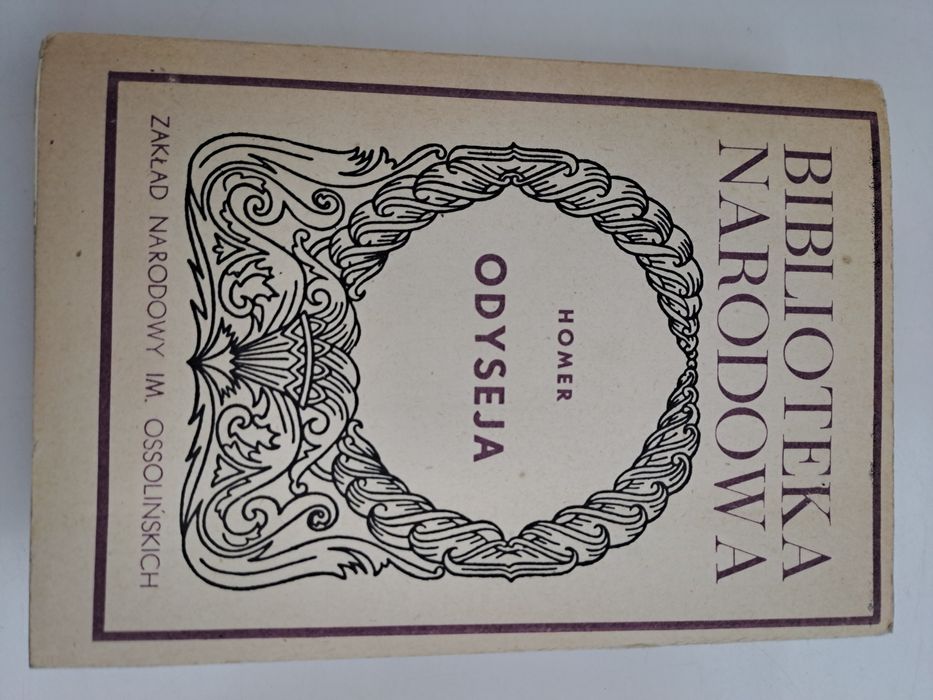 BIBLIOTEKA
NARODOWA
HOMER
ODYSEJA
ZAKŁAD NARODOWY IM. OSSOLIŃSKICH